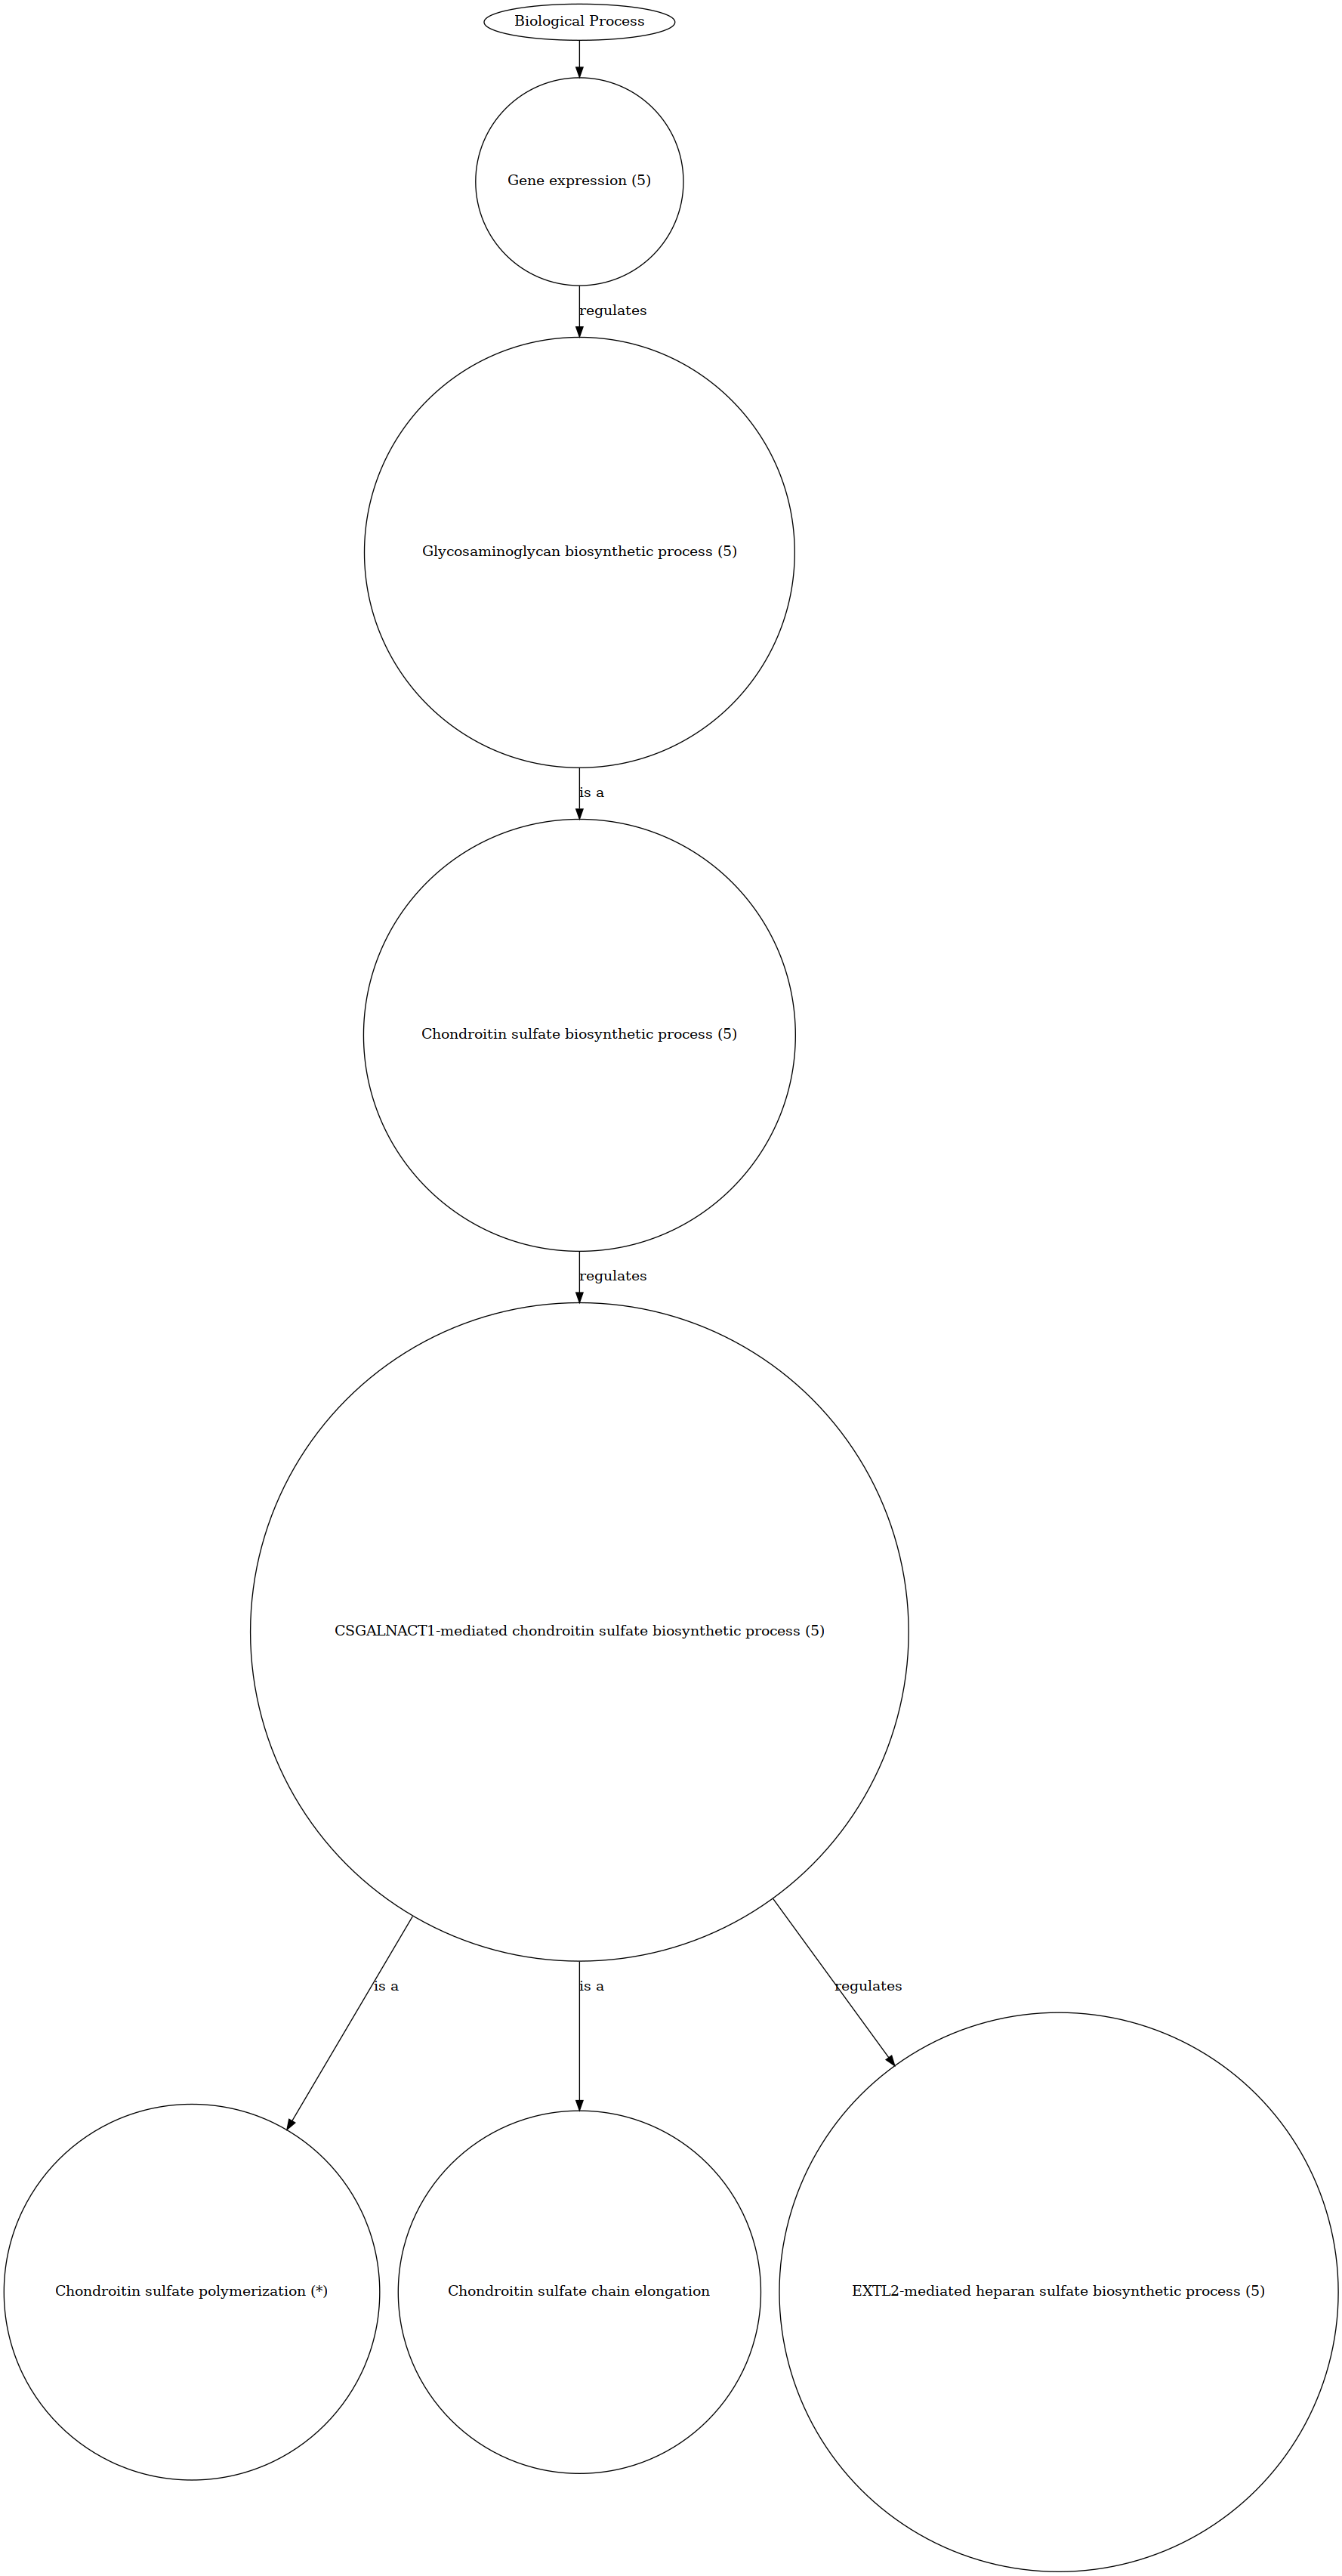 Biological Process
Gene expression (5)
regulates
Glycosaminoglycan biosynthetic process (5)
is a
Chondroitin sulfate biosynthetic process (5)
regulates
CSGALNACT1-mediated chondroitin sulfate biosynthetic process (5)
is a
is a
regulates
Chondroitin sulfate polymerization (*)
Chondroitin sulfate chain elongation
EXTL2-mediated heparan sulfate biosynthetic process (5)